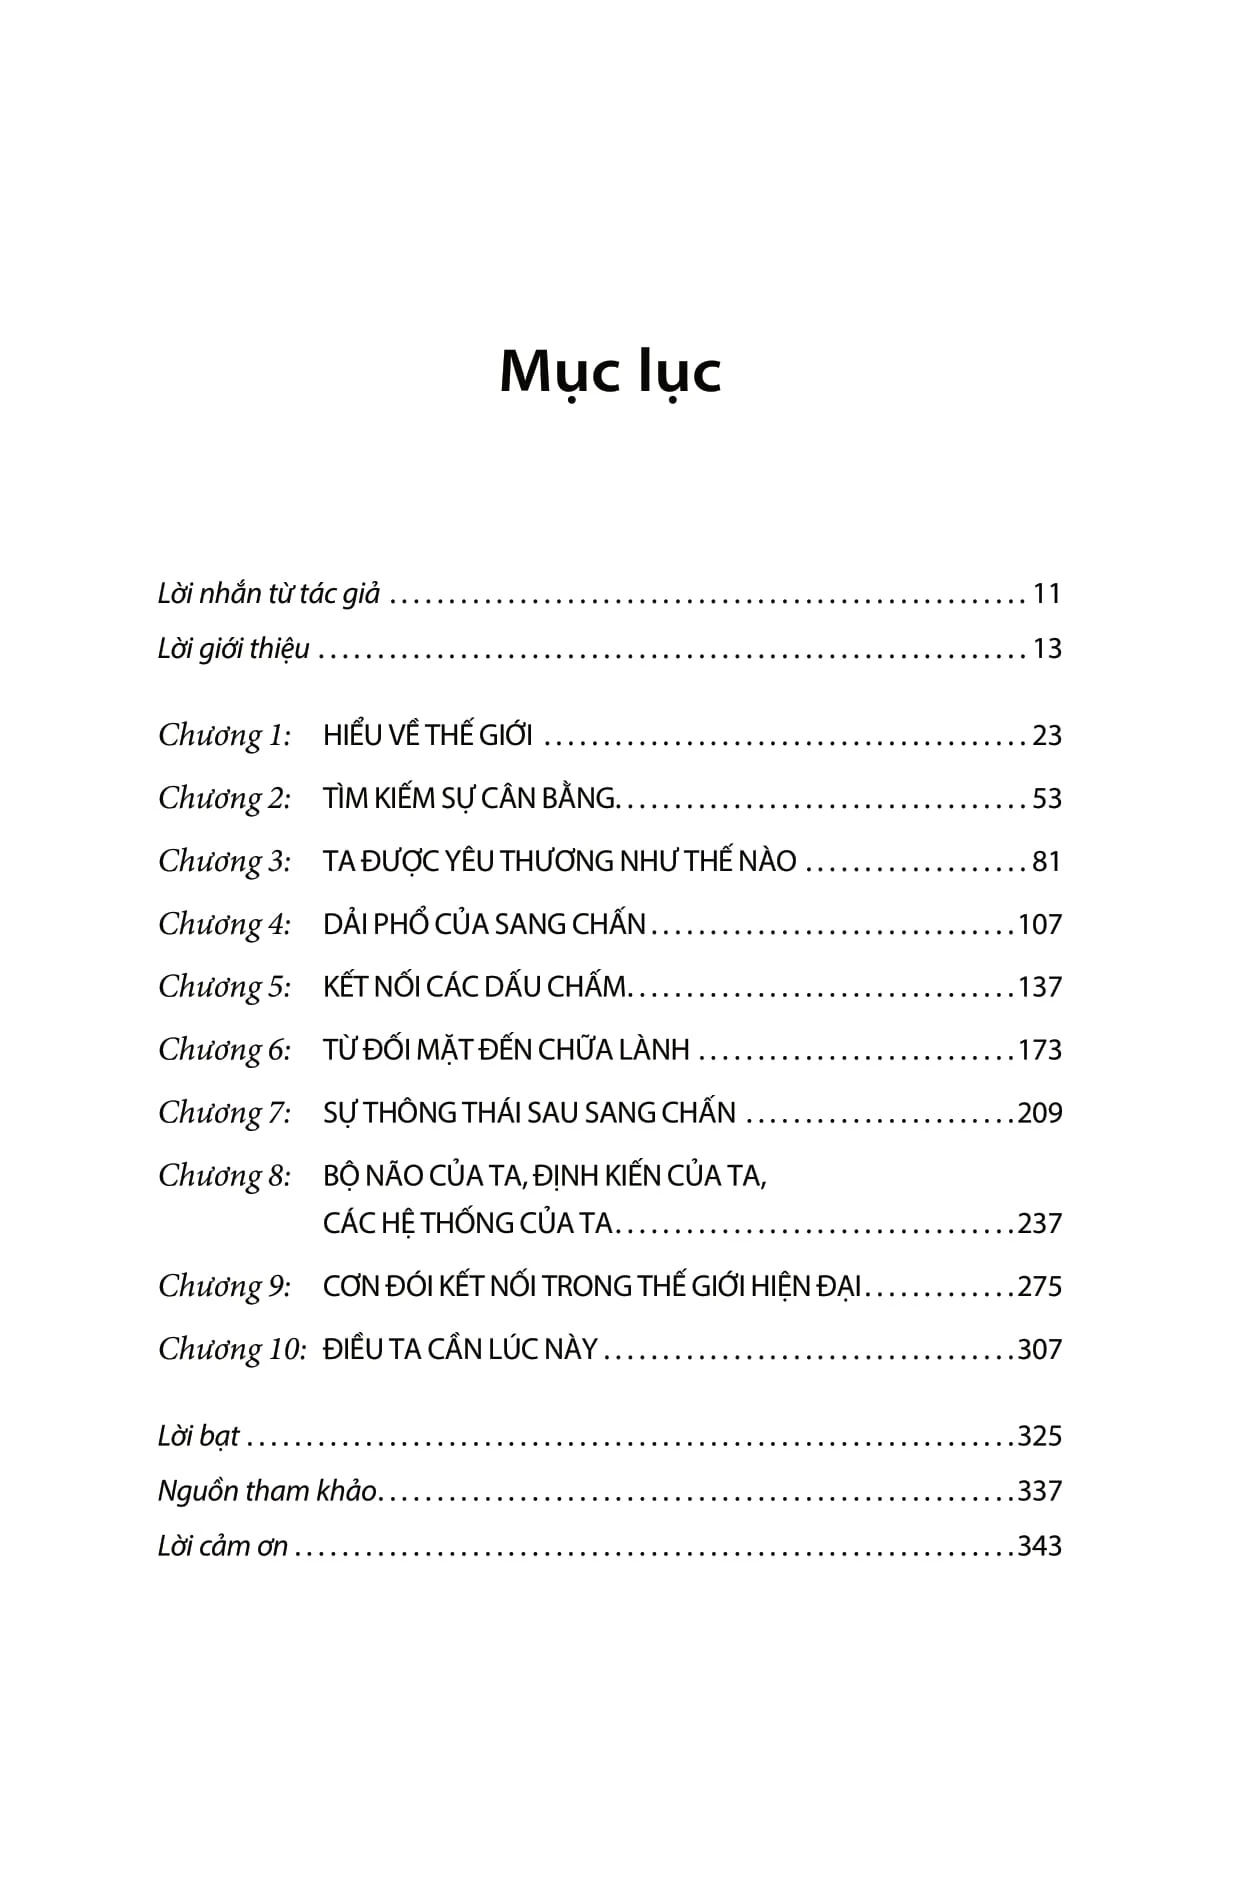 Mục lục
Lời nhắn từ tác giả ..................................................... 11
Lời giới thiệu ........................................................... 13
Chương 1: HIỂU VỀ THẾ GIỚI ........................................ 23
Chương 2: TÌM KIẾM SỰ CÂN BẰNG.................................. 53
Chương 3: TA ĐƯỢC YÊU THƯƠNG NHƯ THẾ NÀO ................... 81
Chương 4: DẢI PHỔ CỦA SANG CHẤN...............................107
Chương 5: KẾT NỐI CÁC DẤU CHẤM.................................137
Chương 6: TỪ ĐỐI MẶT ĐẾN CHỮA LÀNH ...........................173
Chương 7: SỰ THÔNG THÁI SAU SANG CHẤN .......................209
Chương 8: BỘ NÃO CỦA TA, ĐỊNH KIẾN CỦA TA,
CÁC HỆ THỐNG CỦA TA..................................237
Chương 9: CƠN ĐÓI KẾT NỐI TRONG THẾ GIỚI HIỆN ĐẠI.............275
Chương 10: ĐIỀU TA CẦN LÚC NÀY ...................................307
Lời bạt .................................................................325
Nguồn tham khảo......................................................337
Lời cảm ơn .............................................................343